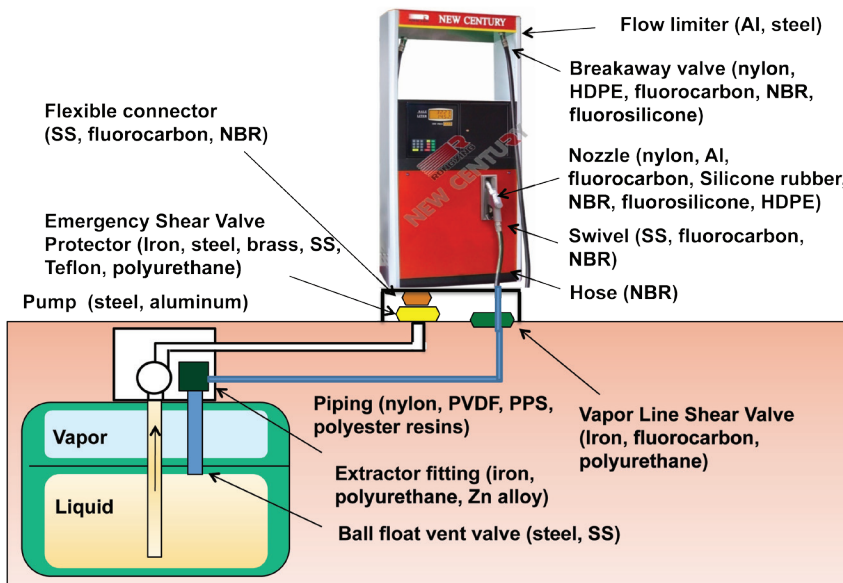 NEW CENTURY
Flow limiter (Al, steel)
Breakaway valve (nylon,
HDPE, fluorocarbon, NBR,
fluorosilicone)
Flexible connector
(SS, fluorocarbon, NBR)
NEW CENTURY
Nozzle (nylon, Al,
fluorocarbon, Silicone rubber,
NBR, fluorosilicone, HDPE)
Emergency Shear Valve
Protector (Iron, steel, brass, SS,
Teflon, polyurethane)
Swivel (SS, fluorocarbon,
NBR)
Pump (steel, aluminum)
Hose (NBR)
Piping (nylon, PVDF, PPS,
polyester resins)
Vapor Line Shear Valve
(Iron, fluorocarbon,
polyurethane)
Vapor
Extractor fitting (iron,
polyurethane, Zn alloy)
Liquid
Ball float vent valve (steel, SS)